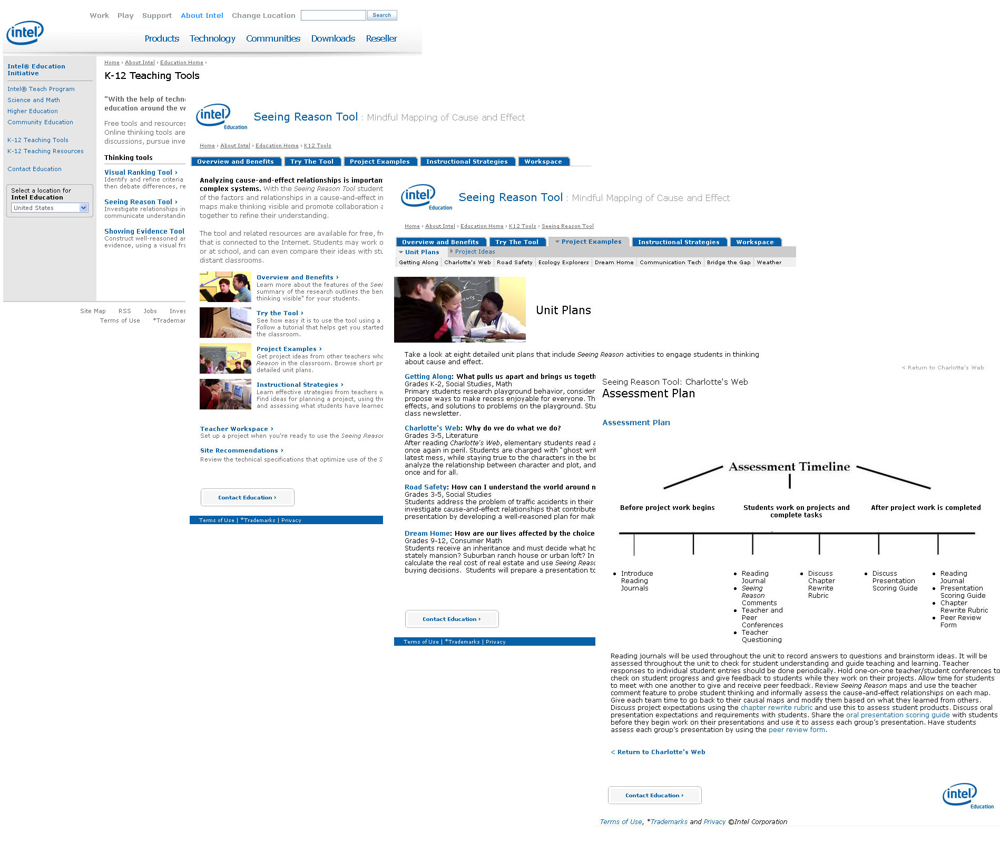 Work Play Support About Intel Change Location Search
intel
Products Technology Communities Downloads Reseller
Intel® Education
Initiative
Intel® Teach Program
Science and Math
Higher Education
Community Education
K-12 Teaching Tools
K-12 Teaching Resources
Contact Education
Select a location for
Intel Education
United States
Home › About Intel › Education Home ›
K-12 Teaching Tools
"With the help of techn
education around the w
Free tools and resources
Online thinking tools are
discussions, pursue inve
Thinking tools
Visual Ranking Tool ›
Identify and refine criteria
then debate differences, re
Seeing Reason Tool ›
Investigate relationships in
communicate understandin
Showing Evidence Tool
Construct well-reasoned ar
evidence, using a visual fra
Site Map RSS Jobs Inves
Terms of Use *Trademar
intel Education
Seeing Reason Tool : Mindful Mapping of Cause and Effect
Home › About Intel › Education Home › K12 Tools
Overview and Benefits Try The Tool Project Examples Instructional Strategies Workspace
Analyzing cause-and-effect relationships is importan
complex systems. With the Seeing Reason Tool student
of the factors and relationships in a cause-and-effect in
maps make thinking visible and promote collaboration a
together to refine their understanding.
The tool and related resources are available for free, fr
that is connected to the Internet. Students may work o
or at school, and can even compare their ideas with stu
distant classrooms.
Overview and Benefits ›
Learn more about the features of the Seei
summary of the research outlines the ben
thinking visible" for your students.
Try the Tool ›
See how easy it is to use the tool using a
Follow a tutorial that helps get you started
the classroom.
Project Examples ›
Get project ideas from other teachers who
Reason in the classroom. Browse short pr
detailed unit plans.
Instructional Strategies ›
Learn effective strategies from teachers w
Find ideas for planning a project, using the
and assessing what students have learned
Teacher Workspace ›
Set up a project when you're ready to use the Seeing Reason
Site Recommendations ›
Review the technical specifications that optimize use of the S
Contact Education ›
Terms of Use | *Trademarks | Privacy
intel Education
Seeing Reason Tool : Mindful Mapping of Cause and Effect
Home › About Intel › Education Home › K12 Tools › Seeing Reason Tool
Overview and Benefits Try The Tool Project Examples Instructional Strategies Workspace
Unit Plans Project Ideas
Getting Along Charlotte's Web Road Safety Ecology Explorers Dream Home Communication Tech Bridge the Gap Weather
Unit Plans
Take a look at eight detailed unit plans that include Seeing Reason activities to engage students in thinking
about cause and effect.
Getting Along: What pulls us apart and brings us togeth
Grades K-2, Social Studies, Math
Primary students research playground behavior, consider
propose ways to make recess enjoyable for everyone. Th
effects, and solutions to problems on the playground. Stu
class newsletter.
Charlotte's Web: Why do we do what we do?
Grades 3-5, Literature
After reading Charlotte's Web, elementary students read a
once again in peril. Students are charged with “ghost writ
latest mess, while staying true to the characters in the bo
analyze the relationship between character and plot, and
once and for all.
Road Safety: How can I understand the world around m
Grades 3-5, Social Studies
Students address the problem of traffic accidents in their
investigate cause-and-effect relationships that contribute
presentation by developing a well-reasoned plan for mak
Dream Home: How are our lives affected by the choice
Grades 9-12, Consumer Math
Students receive an inheritance and must decide what ho
stately mansion? Suburban ranch house or urban loft? In
calculate the real cost of real estate and use Seeing Reaso
buying decisions. Students will prepare a presentation to
Contact Education ›
Terms of Use | *Trademarks | Privacy
< Return to Charlotte's Web
Seeing Reason Tool: Charlotte's Web
Assessment Plan
Assessment Plan
Assessment Timeline
Before project work begins
Students work on projects and
complete tasks
After project work is completed
• Introduce
Reading
Journals
• Reading
Journal
• Seeing
Reason
Comments
• Teacher and
Peer
Conferences
• Teacher
Questioning
• Discuss
Chapter
Rewrite
Rubric
• Discuss
Presentation
Scoring Guide
• Reading
Journal
• Presentation
Scoring Guide
• Chapter
Rewrite Rubric
• Peer Review
Form
Reading journals will be used throughout the unit to record answers to questions and brainstorm ideas. It will be
assessed throughout the unit to check for student understanding and guide teaching and learning. Teacher
responses to individual student entries should be done periodically. Hold one-on-one teacher/student conferences to
check on student progress and give feedback to students while they work on their projects. Allow time for students
to meet with one another to give and receive peer feedback. Review Seeing Reason maps and use the teacher
comment feature to probe student thinking and informally assess the cause-and-effect relationships on each map.
Give each team time to go back to their causal maps and modify them based on what they learned from others.
Discuss project expectations using the chapter rewrite rubric and use this to assess student products. Discuss oral
presentation expectations and requirements with students. Share the oral presentation scoring guide with students
before they begin work on their presentations and use it to assess each group’s presentation. Have students
assess each group’s presentation by using the peer review form.
< Return to Charlotte's Web
Contact Education ›
intel Education
Terms of Use, *Trademarks and Privacy ©Intel Corporation